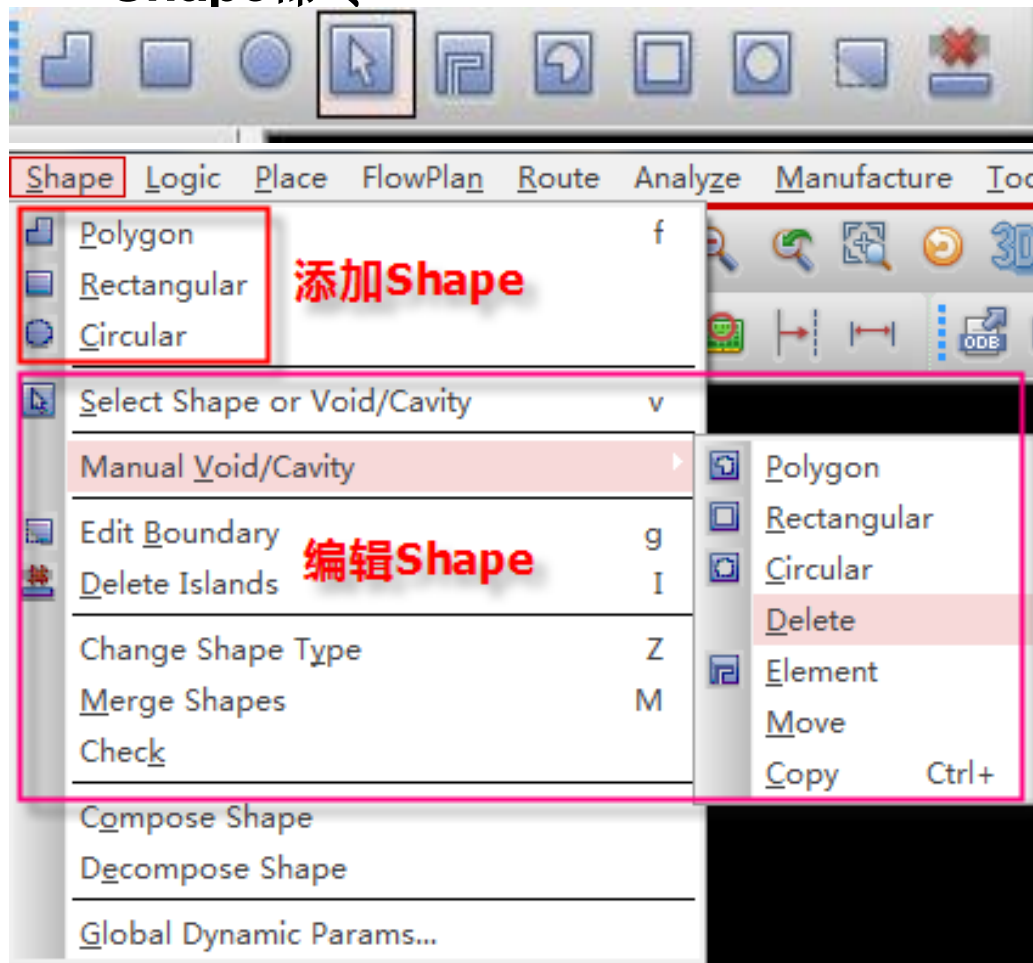 Shape Logic Place FlowPlan Route Analyze Manufacture
Polygon f
Rectangular
Circular
添加Shape
3D
ODB
Select Shape or Void/Cavity v
Manual Void/Cavity
Polygon
Rectangular
Circular
Delete
Element
Move
Copy Ctrl+
Edit Boundary g
Delete Islands I
编辑Shape
Change Shape Type Z
Merge Shapes M
Check
Compose Shape
Decompose Shape
Global Dynamic Params...